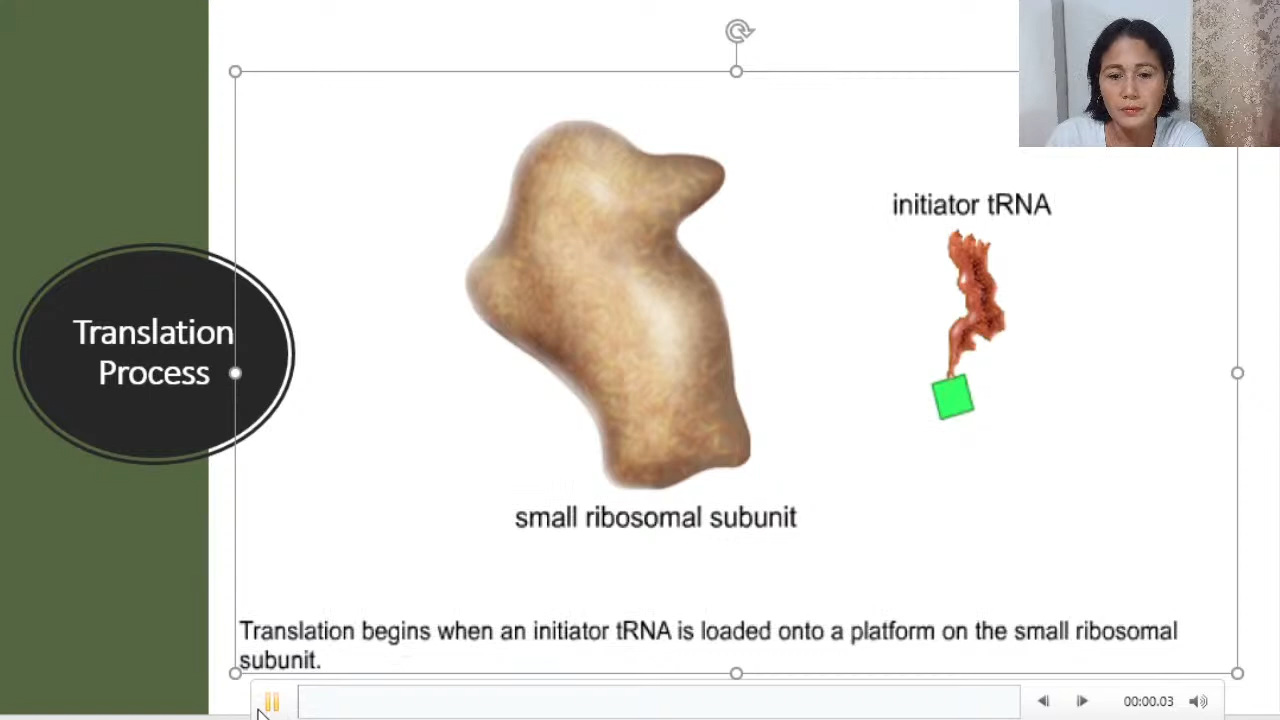 Translation
Process
initiator tRNA
small ribosomal subunit
Translation begins when an initiator tRNA is loaded onto a platform on the small ribosomal
subunit.
00:00.03